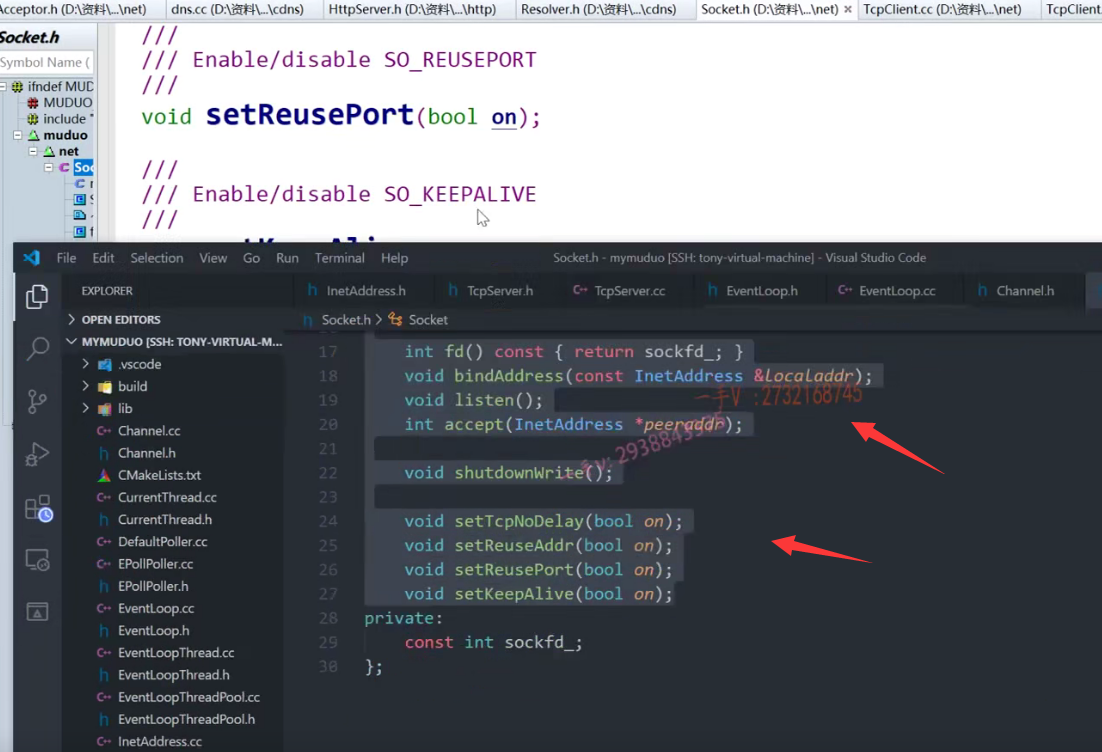 Acceptor.h (D:\资料\...\net)
dns.cc (D:\资料\...\cdns)
HttpServer.h (D:\资料\...\http)
Resolver.h (D:\资料\...\cdns)
Socket.h (D:\资料\...\net) ×
TcpClient.cc (D:\资料\...\net)
TcpClient
Socket.h
Symbol Name (
ifndef MUD
MUDUO
include "
muduo
net
Soc
///
/// Enable/disable SO_REUSEPORT
///
void setReusePort(bool on);
///
/// Enable/disable SO_KEEPALIVE
///
File Edit Selection View Go Run Terminal Help
Socket.h - mymuduo [SSH: tony-virtual-machine] - Visual Studio Code
EXPLORER
InetAddress.h
TcpServer.h
TcpServer.cc
EventLoop.h
EventLoop.cc
Channel.h
OPEN EDITORS
Socket.h > Socket
MYMUDUO [SSH: TONY-VIRTUAL-M...
.vscode
build
lib
Channel.cc
Channel.h
CMakeLists.txt
CurrentThread.cc
CurrentThread.h
DefaultPoller.cc
EPollPoller.cc
EPollPoller.h
EventLoop.cc
EventLoop.h
EventLoopThread.cc
EventLoopThread.h
EventLoopThreadPool.cc
EventLoopThreadPool.h
InetAddress.cc
17 int fd() const { return sockfd_; }
18 void bindAddress(const InetAddress &localaddr);
19 void listen();
一手V :2732168745
20 int accept(InetAddress *peeraddr);
21
22 void shutdownWrite();
23
24 void setTcpNoDelay(bool on);
25 void setReuseAddr(bool on);
26 void setReusePort(bool on);
27 void setKeepAlive(bool on);
28 private:
29 const int sockfd_;
30 };